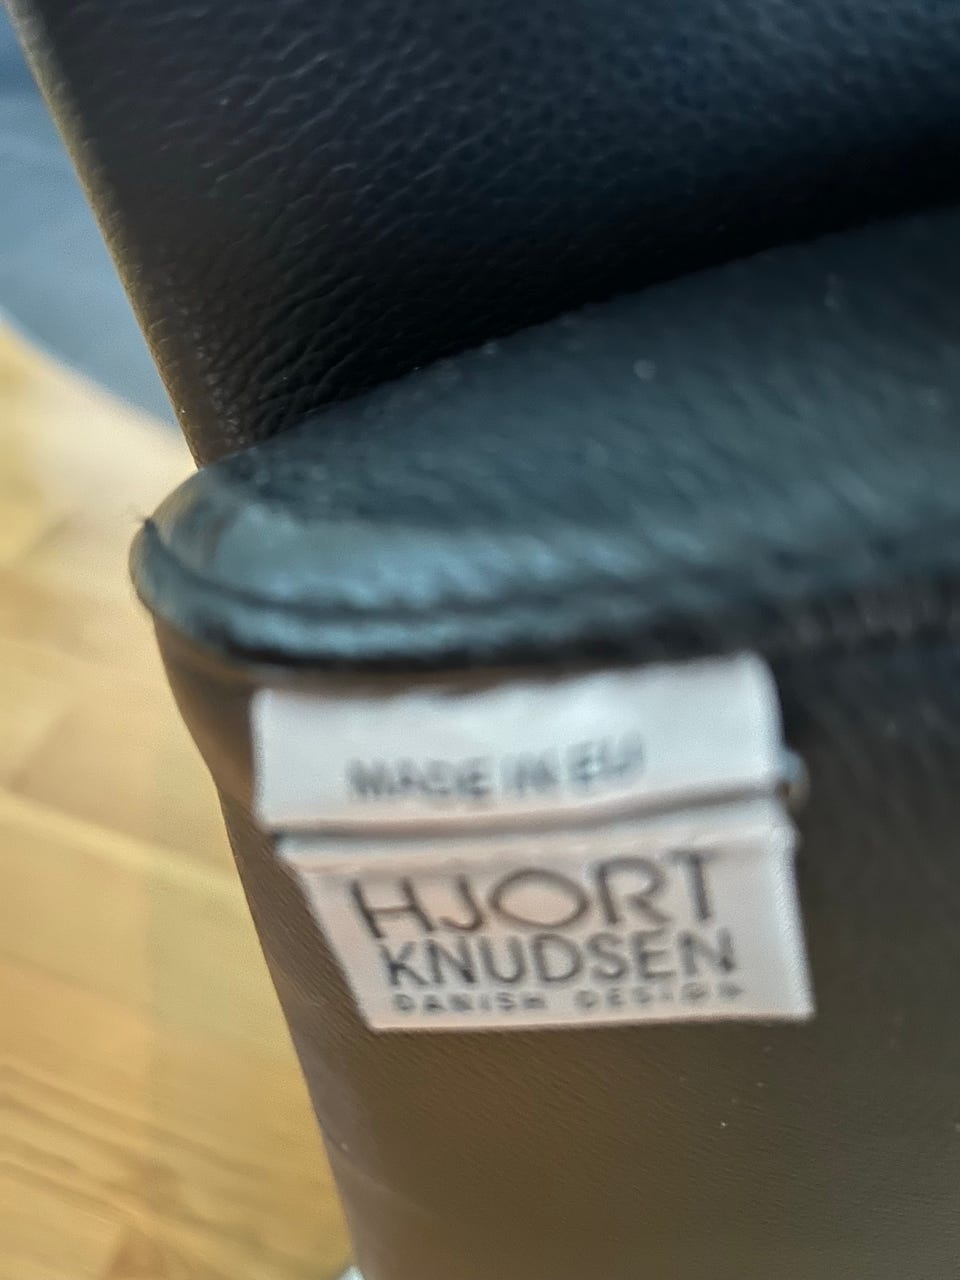 MADE IN EU
HJORT
KNUDSEN
DANISH DESIGN